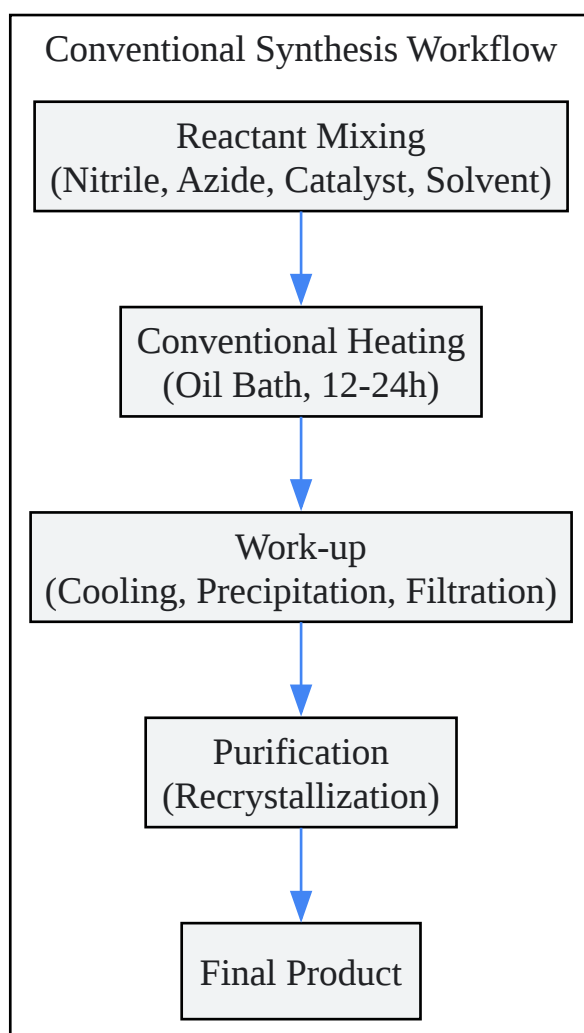 Conventional Synthesis Workflow
Reactant Mixing
(Nitrile, Azide, Catalyst, Solvent)
Conventional Heating
(Oil Bath, 12-24h)
Work-up
(Cooling, Precipitation, Filtration)
Purification
(Recrystallization)
Final Product